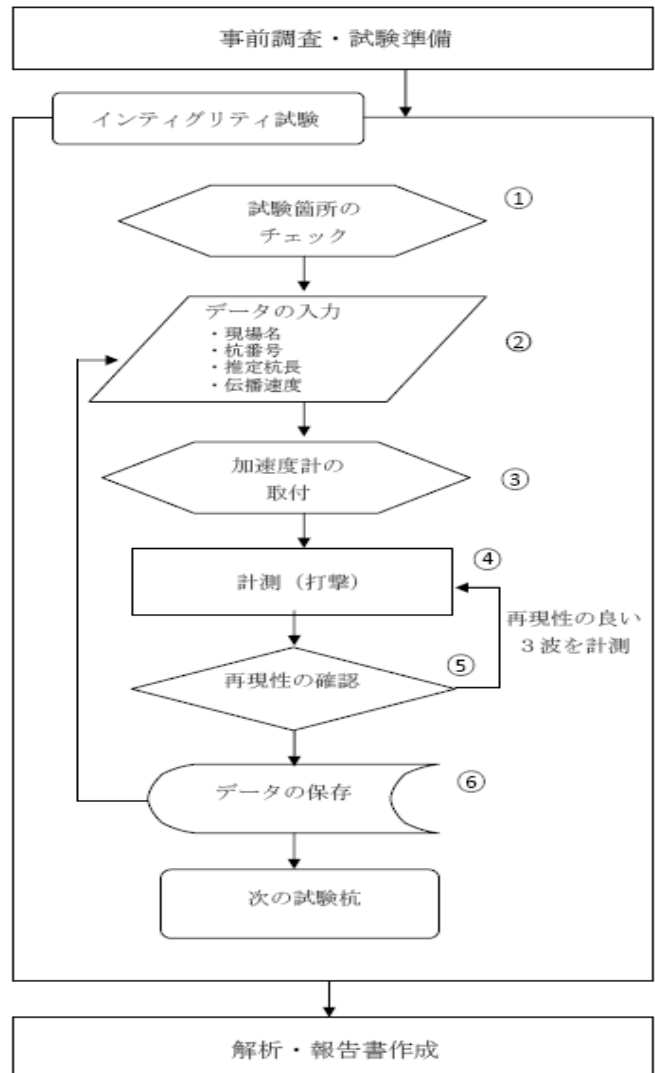 事前調査・試験準備
インティグリティ試験
試験箇所の
チェック
①
データの入力
・現場名
・杭番号
・推定杭長
・伝播速度
②
加速度計の
取付
③
計測（打撃）
④
再現性の良い
３波を計測
再現性の確認
⑤
データの保存
⑥
次の試験杭
解析・報告書作成